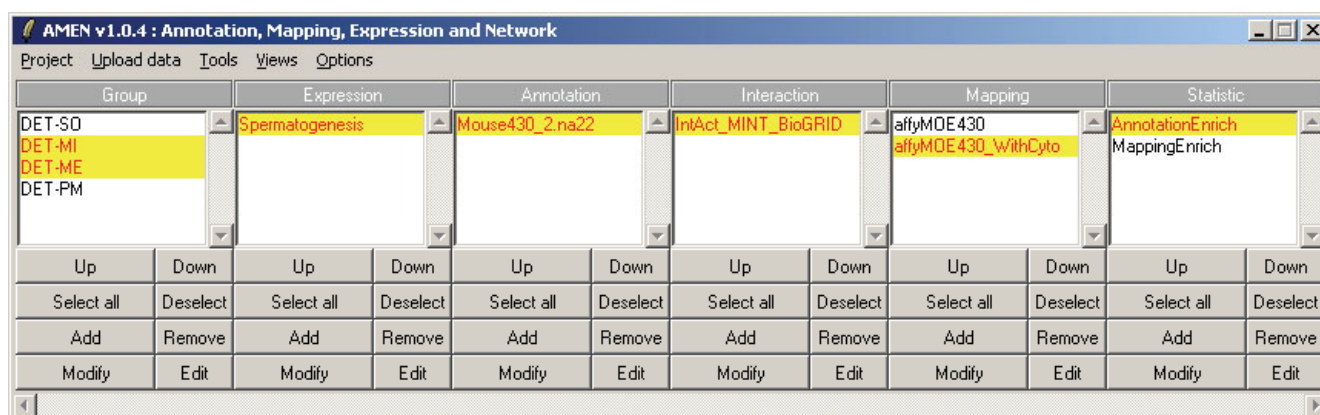 AMEN v1.0.4 : Annotation, Mapping, Expression and Network
Project Upload data Tools Views Options
Group Expression Annotation Interaction Mapping Statistic
DET-SO Spermatogenesis Mouse430_2.na22 IntAct_MINT_BioGRID affyMOE430 AnnotationEnrich
DET-MI affyMOE430_WithCyto MappingEnrich
DET-ME
DET-PM
Up Down Up Down Up Down Up Down Up Down Up Down
Select all Deselect Select all Deselect Select all Deselect Select all Deselect Select all Deselect Select all Deselect
Add Remove Add Remove Add Remove Add Remove Add Remove Add Remove
Modify Edit Modify Edit Modify Edit Modify Edit Modify Edit Modify Edit